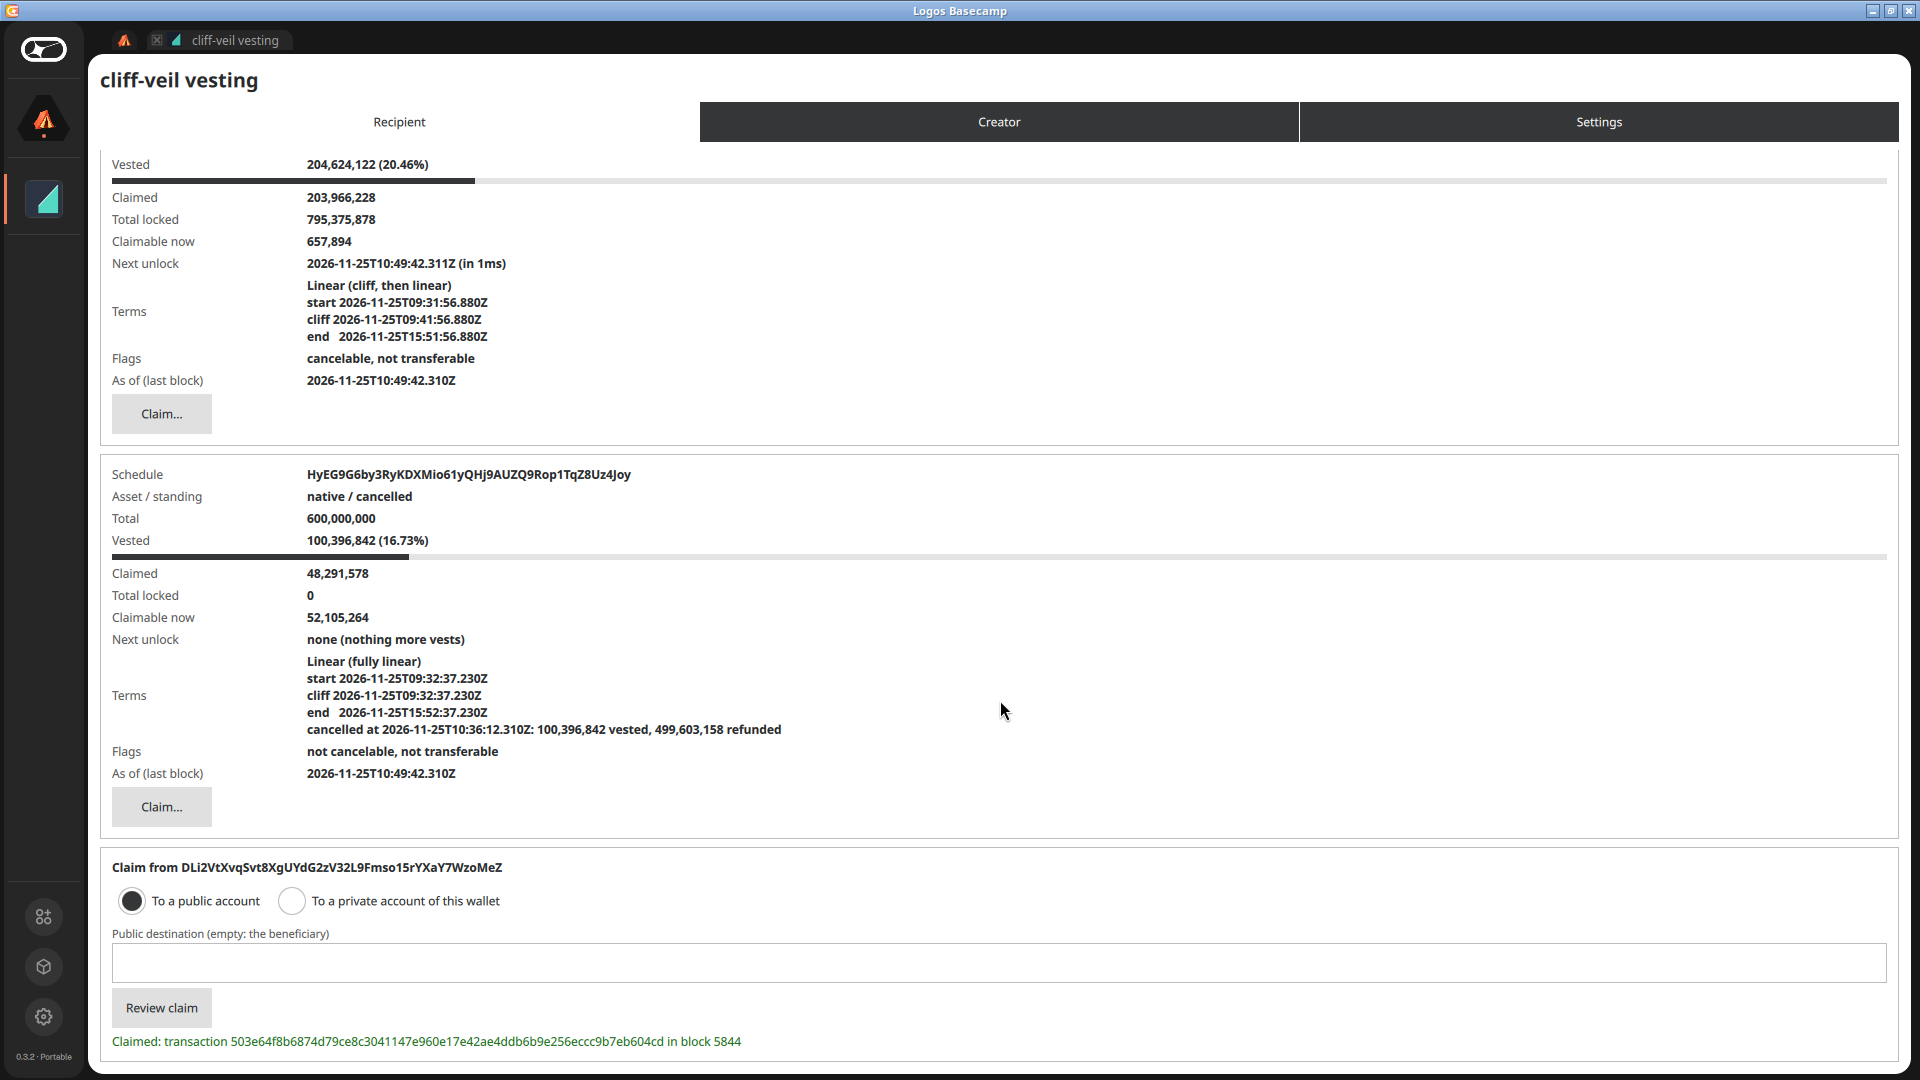 Logos Basecamp
cliff-veil vesting
cliff-veil vesting
Recipient
Creator
Settings
Vested 204,624,122 (20.46%)
Claimed 203,966,228
Total locked 795,375,878
Claimable now 657,894
Next unlock 2026-11-25T10:49:42.311Z (in 1ms)
Terms
Linear (cliff, then linear)
start 2026-11-25T09:31:56.880Z
cliff 2026-11-25T09:41:56.880Z
end 2026-11-25T15:51:56.880Z
Flags cancelable, not transferable
As of (last block) 2026-11-25T10:49:42.310Z
Claim...
Schedule HyEG9G6by3RyKDXMio61yQHj9AUZQ9Rop1TqZ8Uz4Joy
Asset / standing native / cancelled
Total 600,000,000
Vested 100,396,842 (16.73%)
Claimed 48,291,578
Total locked 0
Claimable now 52,105,264
Next unlock none (nothing more vests)
Terms
Linear (fully linear)
start 2026-11-25T09:32:37.230Z
cliff 2026-11-25T09:32:37.230Z
end 2026-11-25T15:52:37.230Z
cancelled at 2026-11-25T10:36:12.310Z: 100,396,842 vested, 499,603,158 refunded
Flags not cancelable, not transferable
As of (last block) 2026-11-25T10:49:42.310Z
Claim...
Claim from DLi2VtXvqSvt8XgUYdG2zV32L9Fmso15rYXaY7WzoMeZ
To a public account
To a private account of this wallet
Public destination (empty: the beneficiary)
Review claim
Claimed: transaction 503e64f8b6874d79ce8c3041147e960e17e42ae4ddb6b9e256eccc9b7eb604cd in block 5844
0.3.2 · Portable